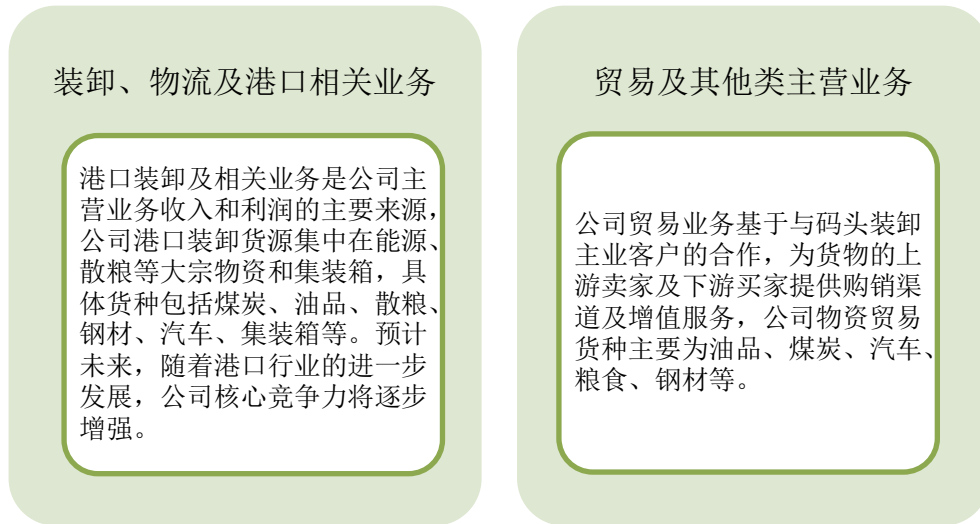 装卸、物流及港口相关业务
港口装卸及相关业务是公司主
营业务收入和利润的主要来源，
公司港口装卸货源集中在能源、
散粮等大宗物资和集装箱，具
体货种包括煤炭、油品、散粮、
钢材、汽车、集装箱等。预计
未来，随着港口行业的进一步
发展，公司核心竞争力将逐步
增强。
贸易及其他类主营业务
公司贸易业务基于与码头装卸
主业客户的合作，为货物的上
游卖家及下游买家提供购销渠
道及增值服务，公司物资贸易
货种主要为油品、煤炭、汽车、
粮食、钢材等。